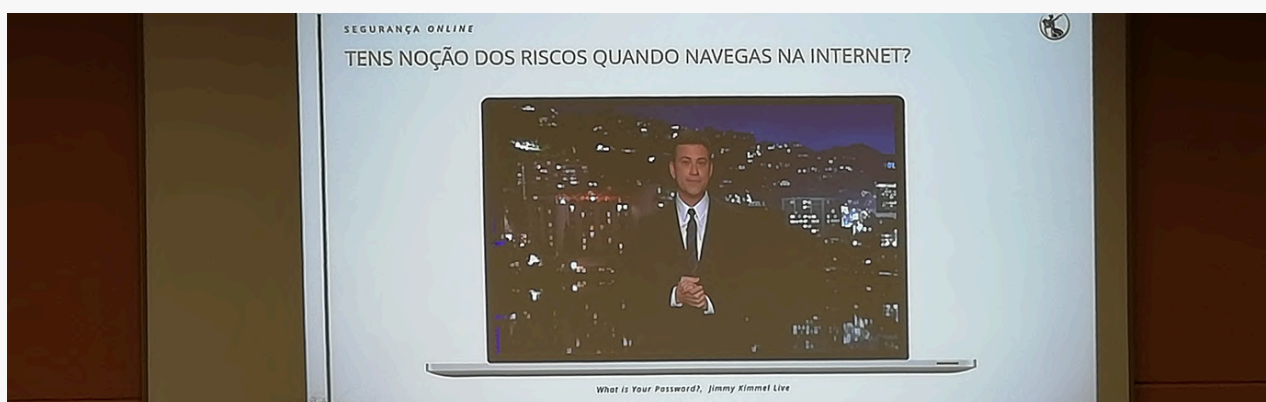 SEGURANÇA ONLINE
TENS NOÇÃO DOS RISCOS QUANDO NAVEGAS NA INTERNET?
What is Your Password?, Jimmy Kimmel Live